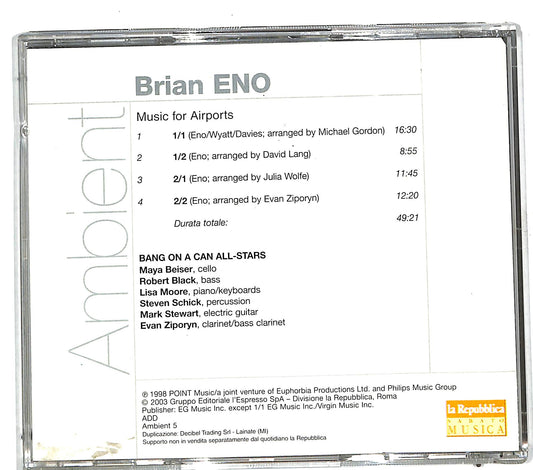 Ambient
Brian ENO
Music for Airports
1 1/1 (Eno/Wyatt/Davies; arranged by Michael Gordon) 16:30
2 1/2 (Eno; arranged by David Lang) 8:55
3 2/1 (Eno; arranged by Julia Wolfe) 11:45
4 2/2 (Eno; arranged by Evan Ziporyn) 12:20
Durata totale: 49:21
BANG ON A CAN ALL-STARS
Maya Beiser, cello
Robert Black, bass
Lisa Moore, piano/keyboards
Steven Schick, percussion
Mark Stewart, electric guitar
Evan Ziporyn, clarinet/bass clarinet
℗ 1998 POINT Music/a joint venture of Euphorbia Productions Ltd. and Philips Music Group
© 2003 Gruppo Editoriale l'Espresso SpA – Divisione la Repubblica, Roma
Publisher: EG Music Inc. except 1/1 EG Music Inc./Virgin Music Inc.
ADD
Ambient 5
Duplicazione: Decibel Trading Srl - Lainate (MI)
Supporto non in vendita separatamente dal quotidiano la Repubblica
la Repubblica
SABATO
MUSICA